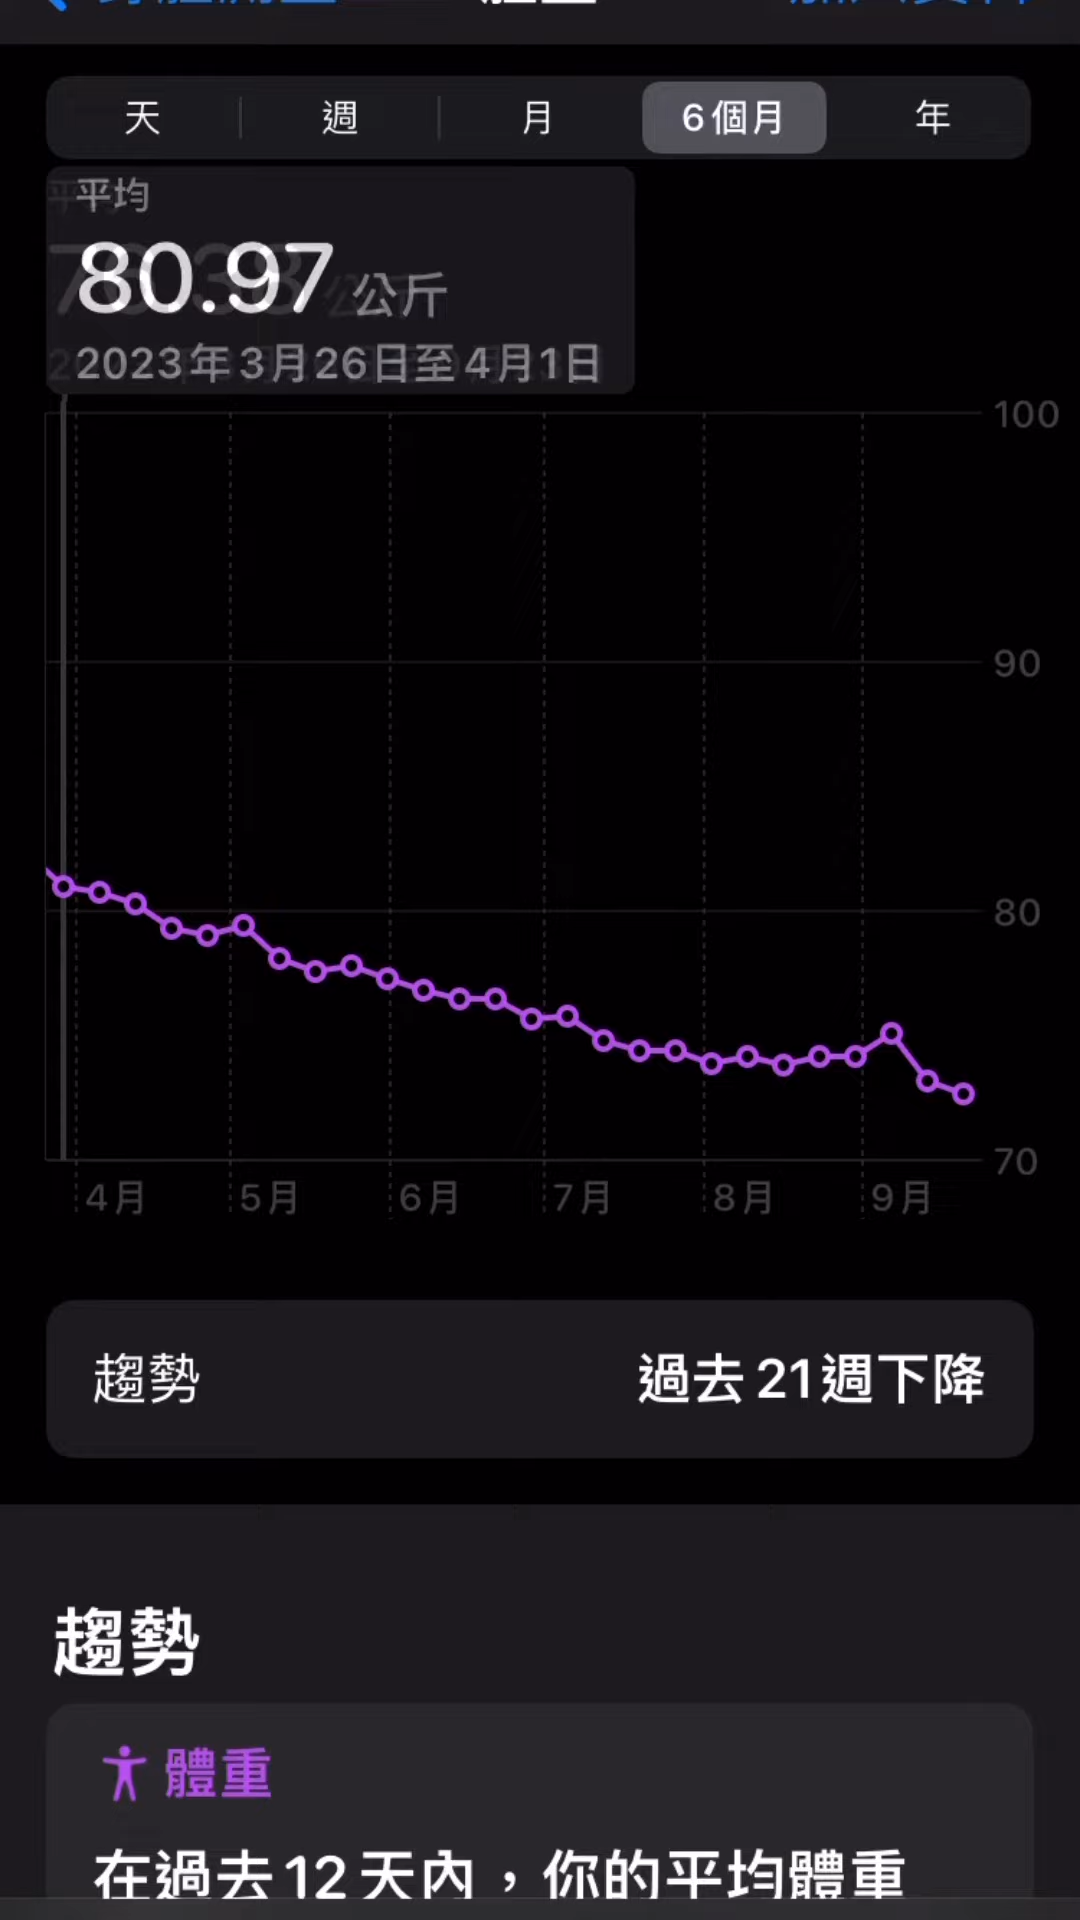 天 週 月 6個月 年
平均
80.97 公斤
2023年3月26日至4月1日
100
90
80
70
4月 5月 6月 7月 8月 9月
趨勢 過去21週下降
趨勢
體重
在過去12天內，你的平均體重